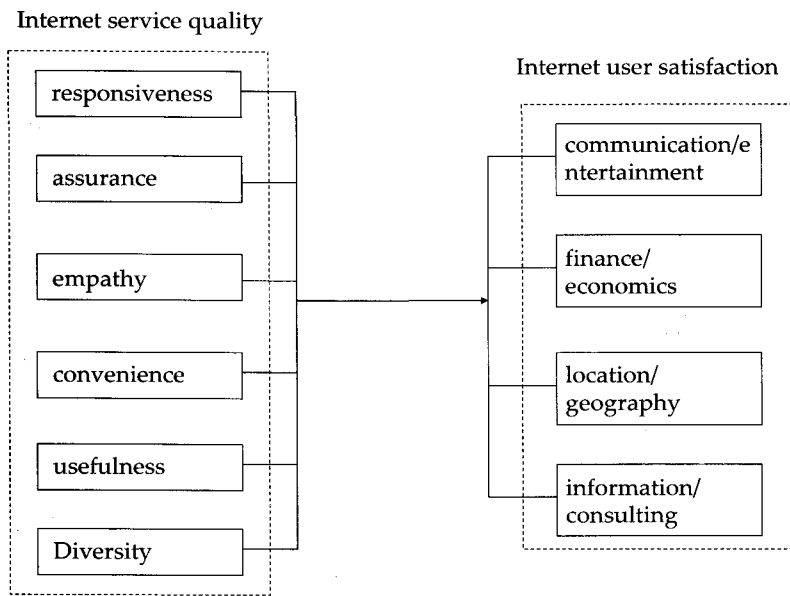 Internet service quality
responsiveness
assurance
empathy
convenience
usefulness
Diversity
Internet user satisfaction
communication/e
ntertainment
finance/
economics
location/
geography
information/
consulting